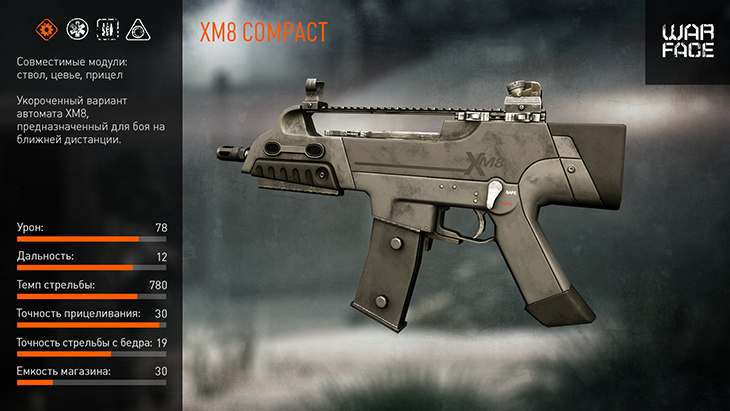 XM8 COMPACT
WAR
FACE
Совместимые модули:
ствол, цевье, прицел
Укороченный вариант
автомата XM8,
предназначенный для боя на
ближней дистанции.
XM8
SAFE
Урон: 78
Дальность: 12
Темп стрельбы: 780
Точность прицеливания: 30
Точность стрельбы с бедра: 19
Емкость магазина: 30